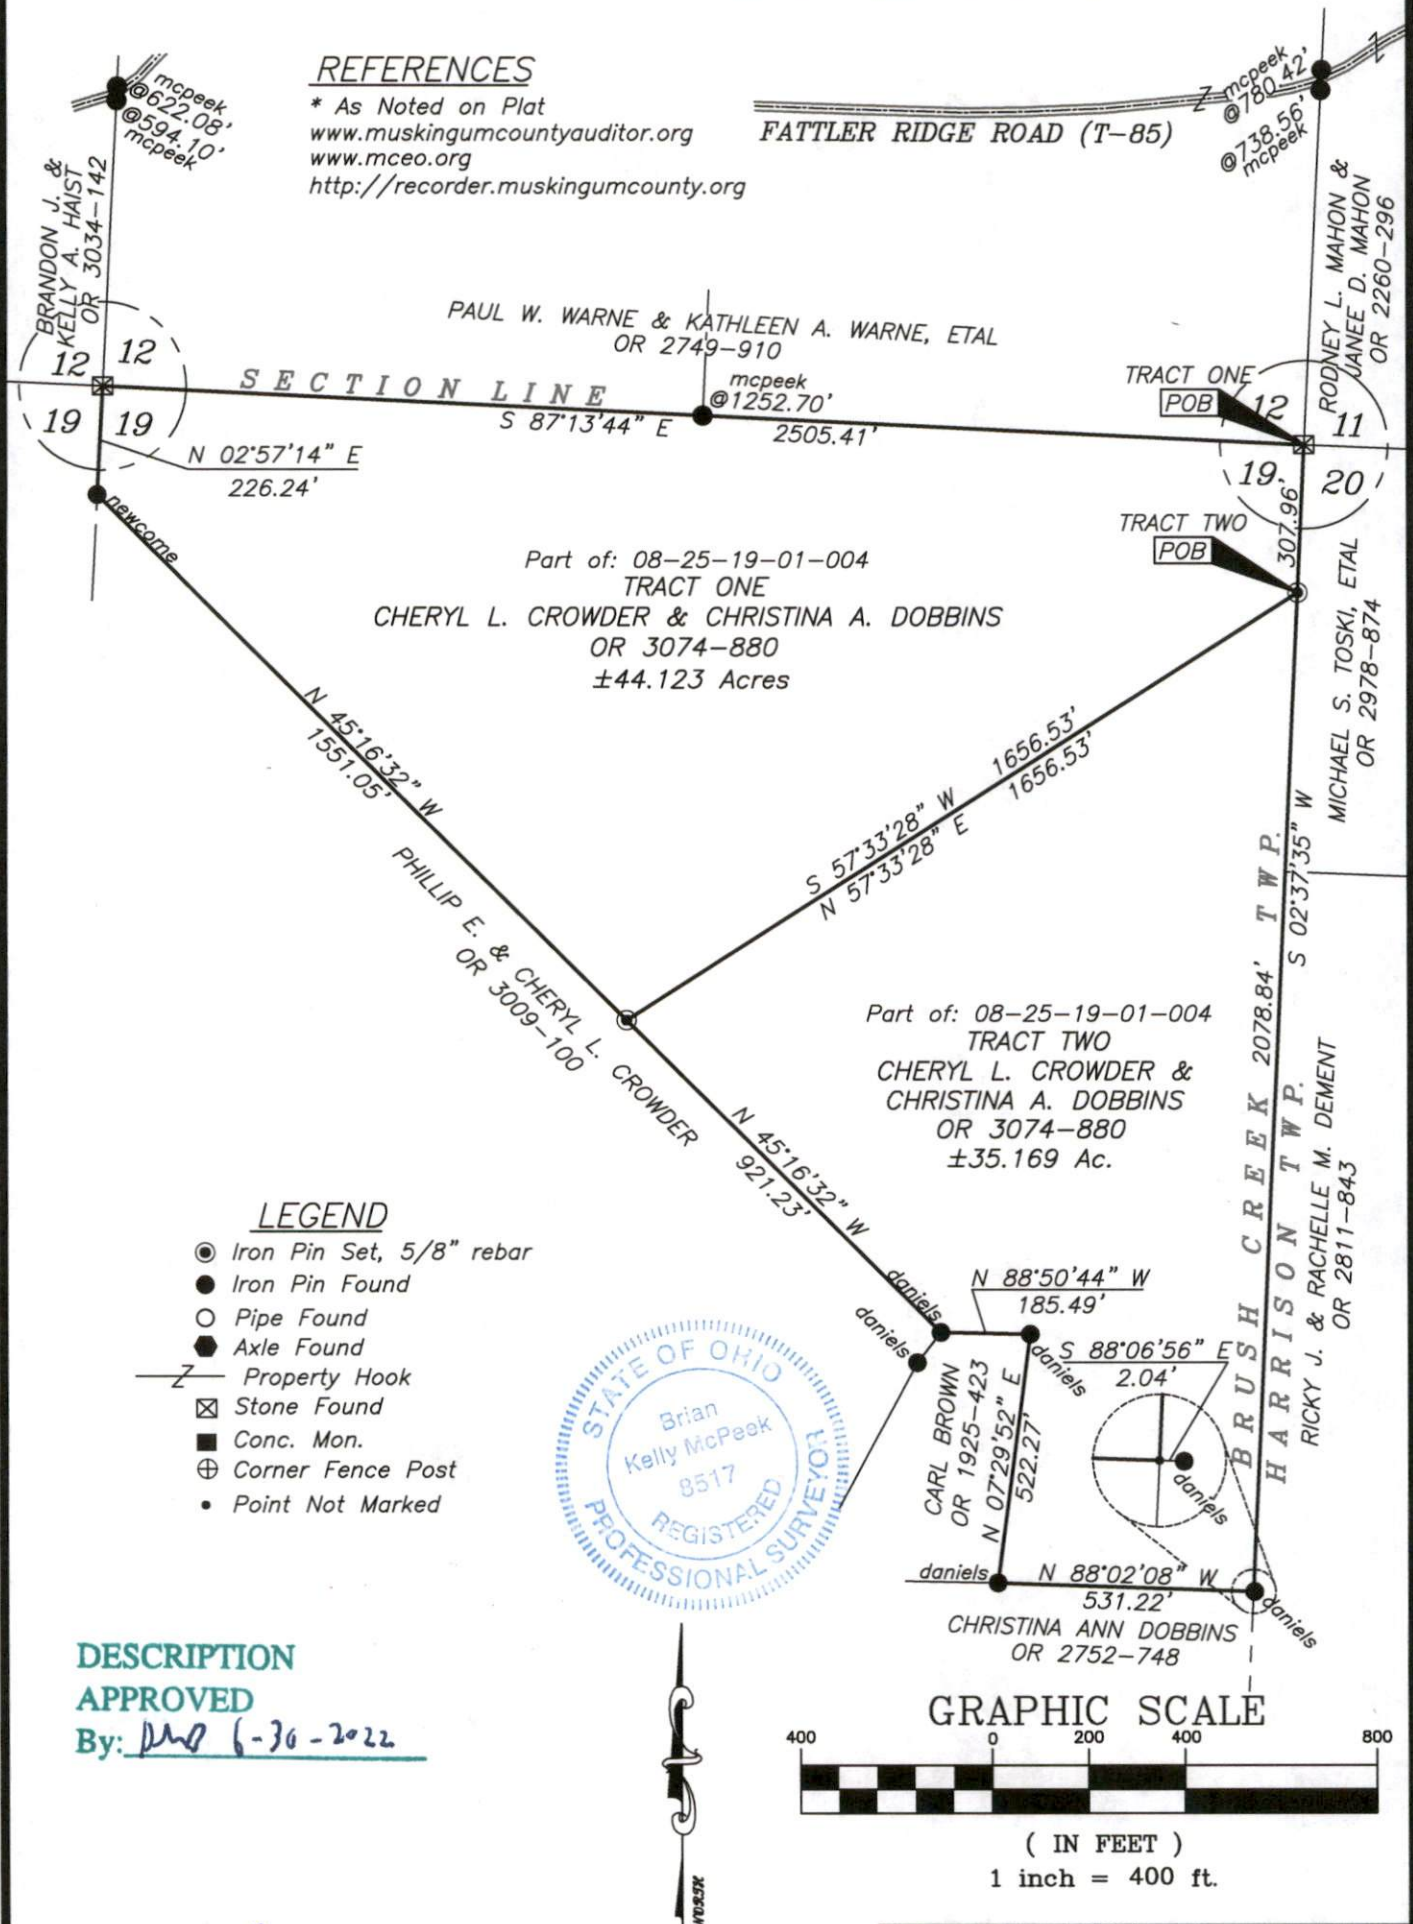 REFERENCES
* As Noted on Plat
www.muskingumcountyauditor.org
www.mceo.org
http://recorder.muskingumcounty.org
mcpeek
@622.08'
@594.10'
mcpeek
FATTLER RIDGE ROAD (T-85)
Z
Z
mcpeek
@780.42'
@738.56'
mcpeek
BRANDON J. &
KELLY A. HAIST
OR 3034-142
RODNEY L. MAHON &
JANEE D. MAHON
OR 2260-296
PAUL W. WARNE & KATHLEEN A. WARNE, ETAL
OR 2749-910
12 12
19 19
SECTION LINE
mcpeek
@1252.70'
S 87°13'44" E
2505.41'
TRACT ONE
POB
12 11
19 20
N 02°57'14" E
226.24'
newcome
307.96'
TRACT TWO
POB
MICHAEL S. TOSKI, ETAL
OR 2978-874
Part of: 08-25-19-01-004
TRACT ONE
CHERYL L. CROWDER & CHRISTINA A. DOBBINS
OR 3074-880
±44.123 Acres
N 45°16'32" W
1551.05'
S 57°33'28" W 1656.53'
N 57°33'28" E 1656.53'
S 02°37'35" W
2078.84'
PHILLIP E. & CHERYL L. CROWDER
OR 3009-100
Part of: 08-25-19-01-004
TRACT TWO
CHERYL L. CROWDER &
CHRISTINA A. DOBBINS
OR 3074-880
±35.169 Ac.
BRUSH CREEK TWP.
HARRISON TWP.
RICKY J. & RACHELLE M. DEMENT
OR 2811-843
N 45°16'32" W
921.23'
LEGEND
Iron Pin Set, 5/8" rebar
Iron Pin Found
Pipe Found
Axle Found
Z Property Hook
Stone Found
Conc. Mon.
Corner Fence Post
Point Not Marked
daniels
daniels
N 88°50'44" W
185.49'
daniels
S 88°06'56" E
2.04'
daniels
CARL BROWN
OR 1925-423
N 07°29'52" E
522.27'
STATE OF OHIO
Brian
Kelly McPeek
8517
REGISTERED
PROFESSIONAL SURVEYOR
daniels
N 88°02'08" W
531.22'
daniels
CHRISTINA ANN DOBBINS
OR 2752-748
DESCRIPTION
APPROVED
By: 6-30-2022
NORTH
GRAPHIC SCALE
400 0 200 400 800
( IN FEET )
1 inch = 400 ft.